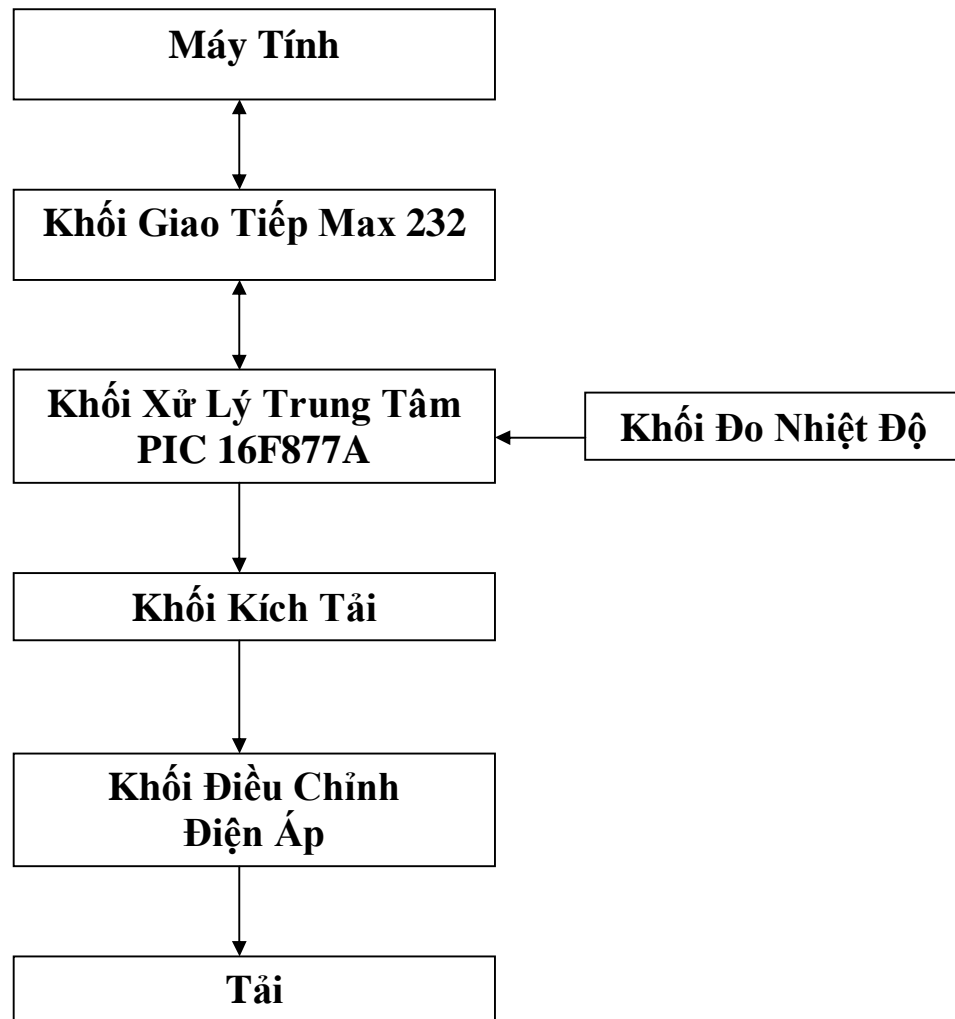 Máy Tính
Khối Giao Tiếp Max 232
Khối Xử Lý Trung Tâm
PIC 16F877A
Khối Đo Nhiệt Độ
Khối Kích Tải
Khối Điều Chỉnh
Điện Áp
Tải